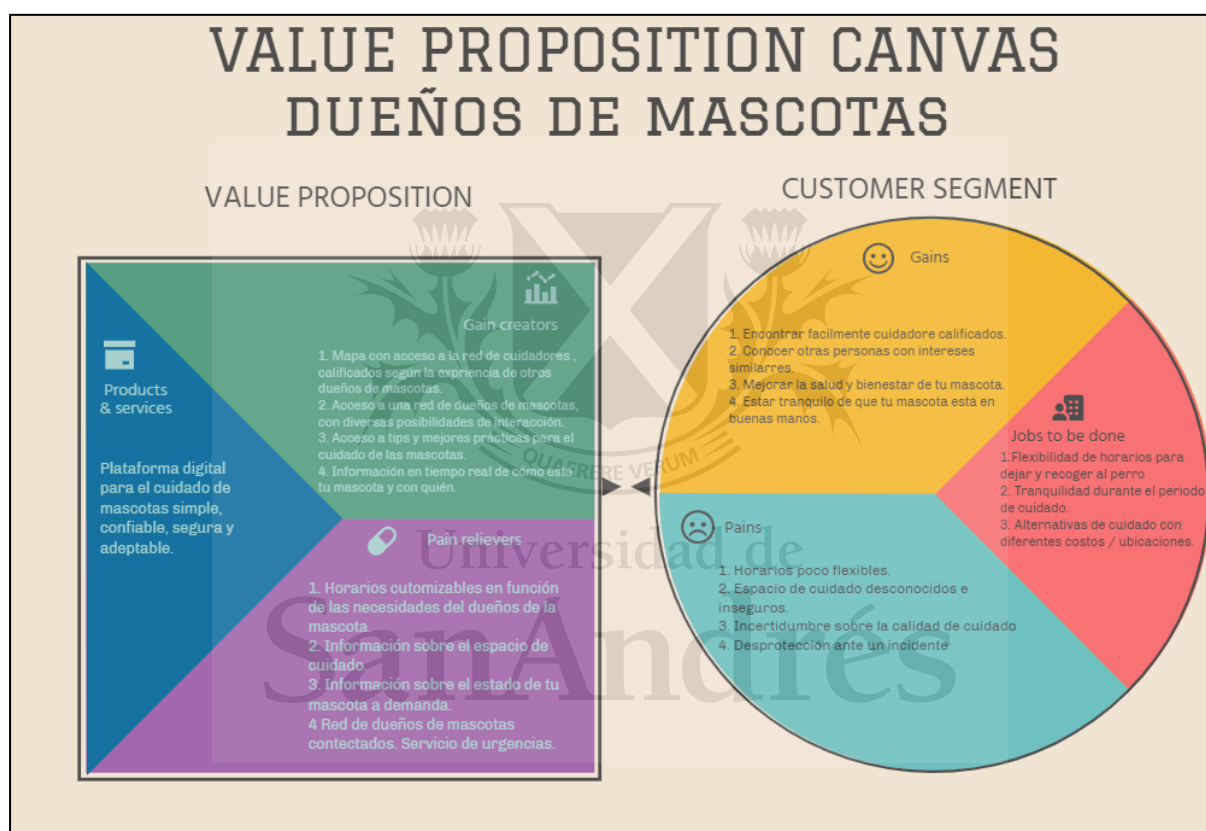 VALUE PROPOSITION CANVAS
DUEÑOS DE MASCOTAS
VALUE PROPOSITION
Products
& services
Plataforma digital
para el cuidado de
mascotas simple,
confiable, segura y
adeptable.
Gain creators
1. Mapa con acceso a la red de cuidadores ,
calificados según la expriencia de otros
dueños de mascotas.
2. Acceso a una red de dueños de mascotas,
con diversas posibilidades de interacción.
3. Acceso a tips y mejores prácticas para el
cuidado de las mascotas.
4. Información en tiempo real de cómo está
tu mascota y con quién.
Pain relievers
1. Horarios cutomizables en función
de las necesidades del dueños de la
mascota.
2. Información sobre el espacio de
cuidado.
3. Información sobre el estado de tu
mascota a demanda.
4 Red de dueños de mascotas
contectados. Servicio de urgencias.
CUSTOMER SEGMENT
Gains
1. Encontrar facilmente cuidadore calificados.
2. Conocer otras personas con intereses
similarres.
3. Mejorar la salud y bienestar de tu mascota.
4. Estar tranquilo de que tu mascota está en
buenas manos.
Jobs to be done
1.Flexibilidad de horarios para
dejar y recoger al perro
2. Tranquilidad durante el periodo
de cuidado.
3. Alternativas de cuidado con
diferentes costos / ubicaciones.
Pains
1. Horarios poco flexibles.
2. Espacio de cuidado desconocidos e
inseguros.
3. Incertidumbre sobre la calidad de cuidado
4. Desprotección ante un incidente
QUAERERE VERUM
Universidad de
SanAndrés